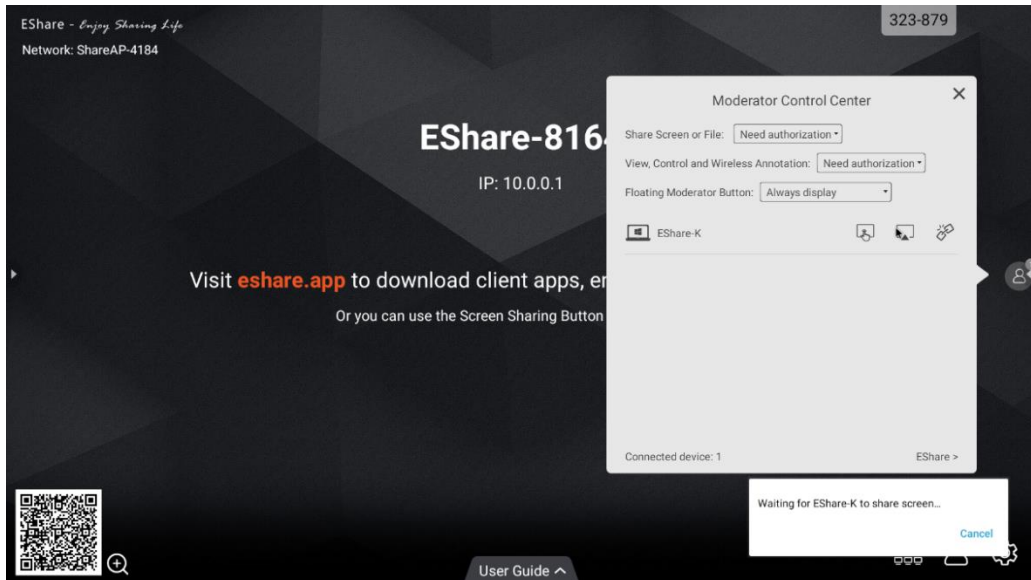 EShare - Enjoy Sharing Life
323-879
Network: ShareAP-4184
Moderator Control Center
Share Screen or File: Need authorization
View, Control and Wireless Annotation: Need authorization
Floating Moderator Button: Always display
EShare-K
Connected device: 1 EShare >
EShare-816
IP: 10.0.0.1
Visit eshare.app to download client apps,
Or you can use the Screen Sharing Button
Waiting for EShare-K to share screen...
Cancel
User Guide